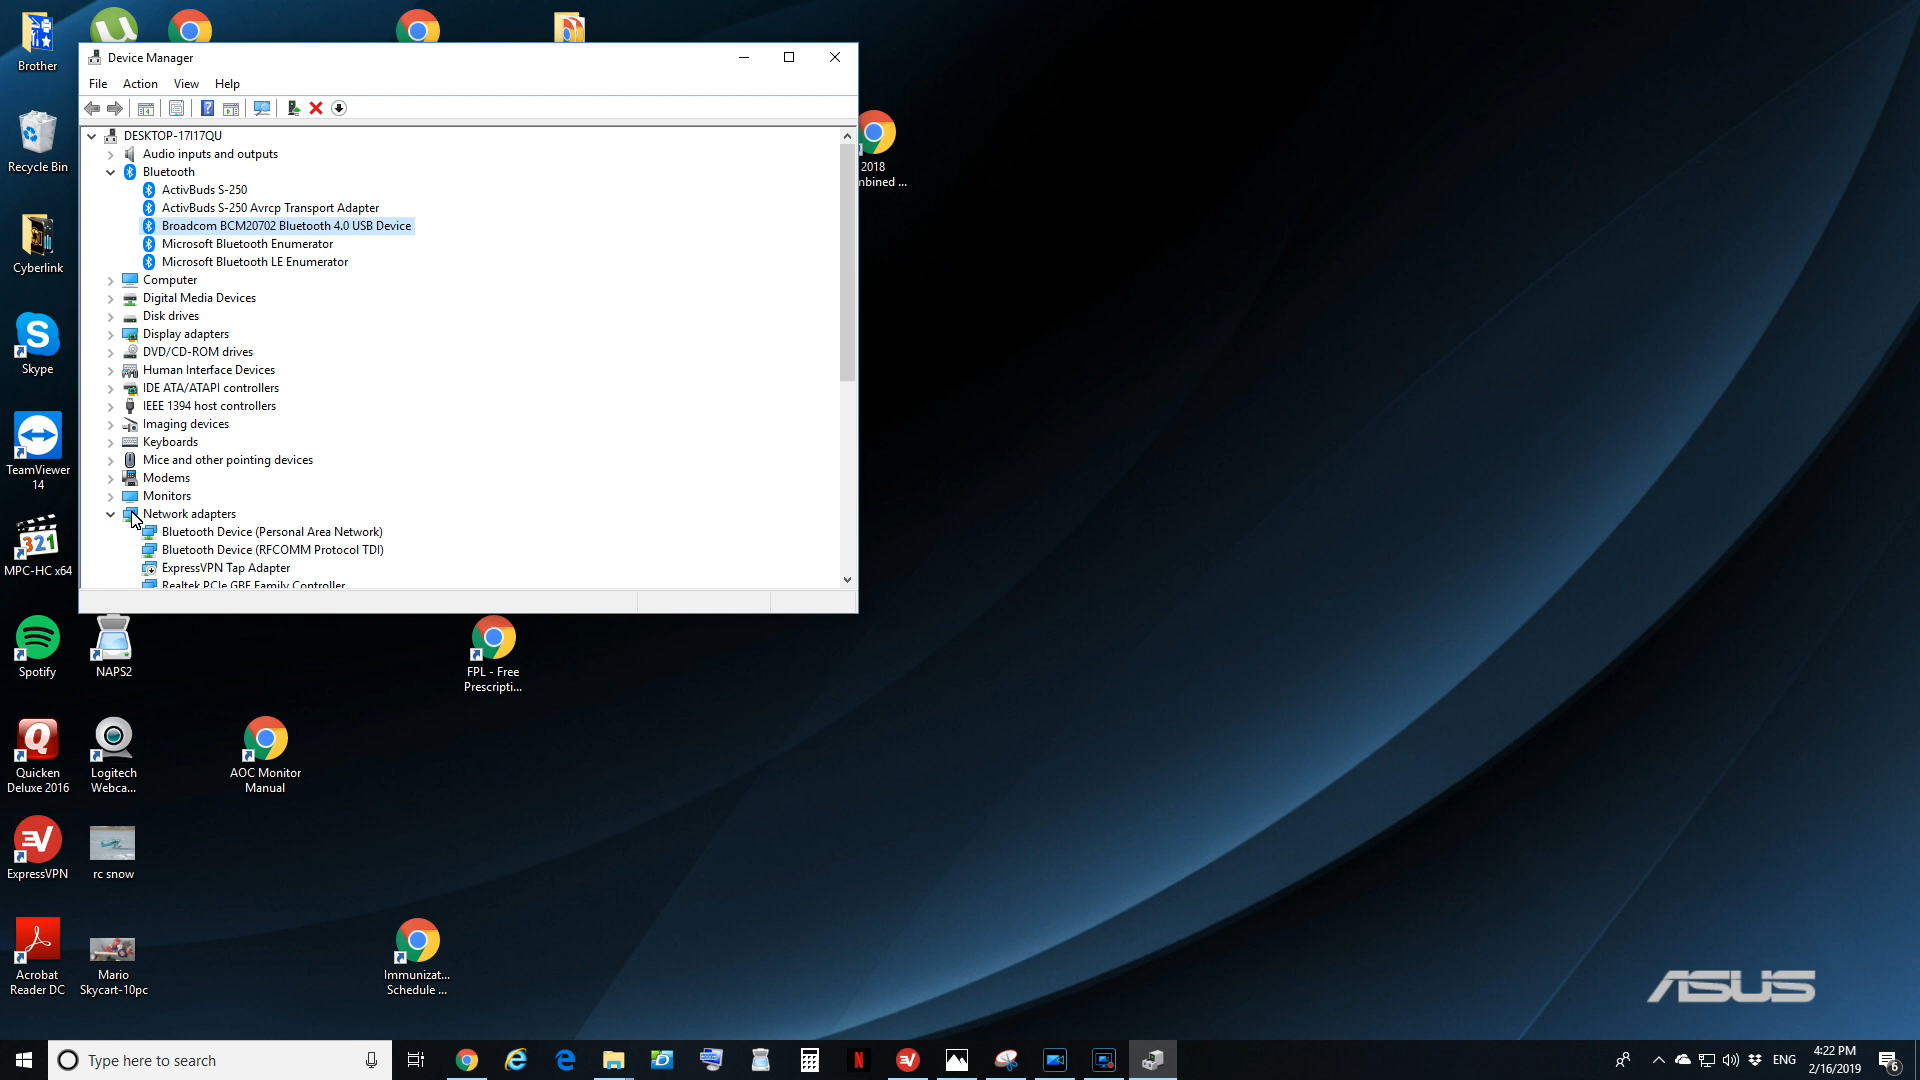 Brother
Recycle Bin
Cyberlink
Skype
TeamViewer
14
MPC-HC x64
Spotify
NAPS2
Quicken
Deluxe 2016
Logitech
Webca...
ExpressVPN
rc snow
Acrobat
Reader DC
Mario
Skycart-10pc
Device Manager
File Action View Help
DESKTOP-17I17QU
Audio inputs and outputs
Bluetooth
ActivBuds S-250
ActivBuds S-250 Avrcp Transport Adapter
Broadcom BCM20702 Bluetooth 4.0 USB Device
Microsoft Bluetooth Enumerator
Microsoft Bluetooth LE Enumerator
Computer
Digital Media Devices
Disk drives
Display adapters
DVD/CD-ROM drives
Human Interface Devices
IDE ATA/ATAPI controllers
IEEE 1394 host controllers
Imaging devices
Keyboards
Mice and other pointing devices
Modems
Monitors
Network adapters
Bluetooth Device (Personal Area Network)
Bluetooth Device (RFCOMM Protocol TDI)
ExpressVPN Tap Adapter
Realtek PCIe GBE Family Controller
2018
mbined ...
FPL - Free
Prescripti...
AOC Monitor
Manual
Immunizat...
Schedule ...
ASUS
Type here to search
ENG
4:22 PM
2/16/2019
6